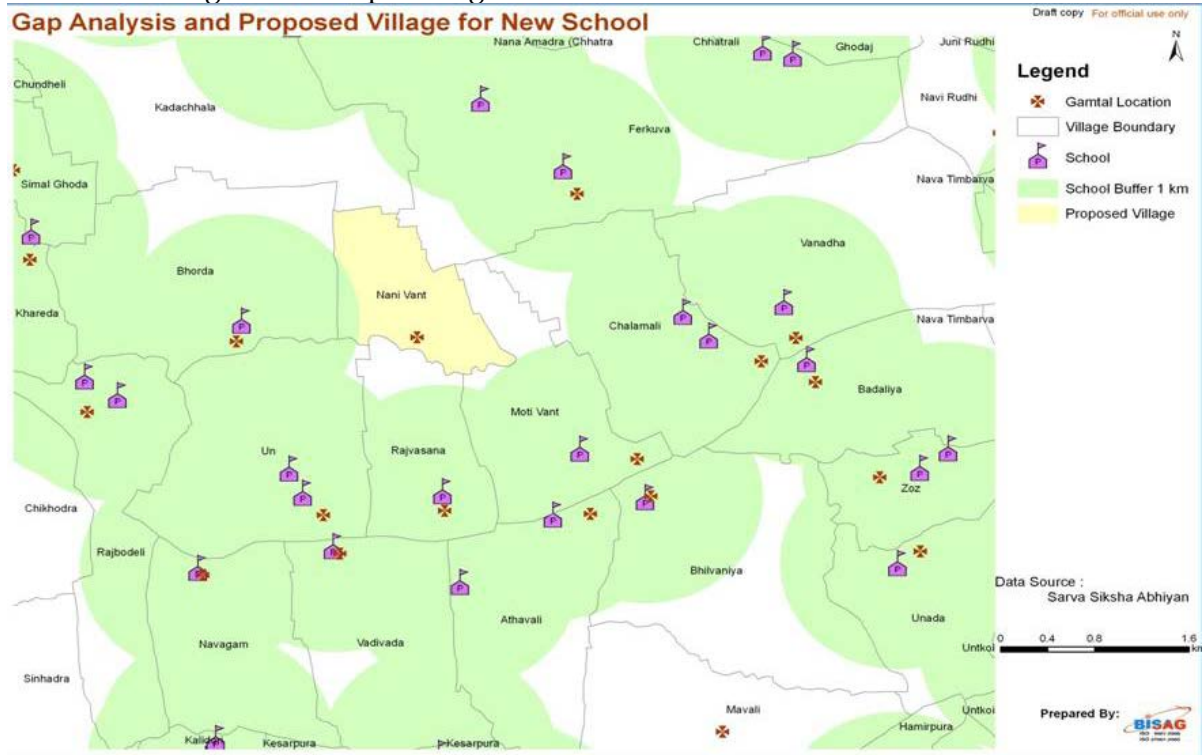 Gap Analysis and Proposed Village for New School
Draft copy For official use only
N
Legend
Gamtal Location
Village Boundary
School
School Buffer 1 km
Proposed Village
Nana Amadra (Chhatra
Chhatrali
Ghodaj
Juni Rudhi
Chundheli
Kadachhala
Navi Rudhi
Ferkuva
Simal Ghoda
Nava Timbarva
Vanadha
Bhorda
Nani Vant
Khareda
Chalamali
Nava Timbarva
Badaliya
Moti Vant
Un
Rajvasana
Zoz
Chikhodra
Rajbodeli
Bhilvaniya
Data Source :
Sarva Siksha Abhiyan
Athavali
Unada
Navagam
Vadivada
Untkoi
0 0.4 0.8 1.6
km
Sinhadra
Mavali
Untkoi
Prepared By:
BISAG
Hamirpura
Kesarpura
Kesarpura